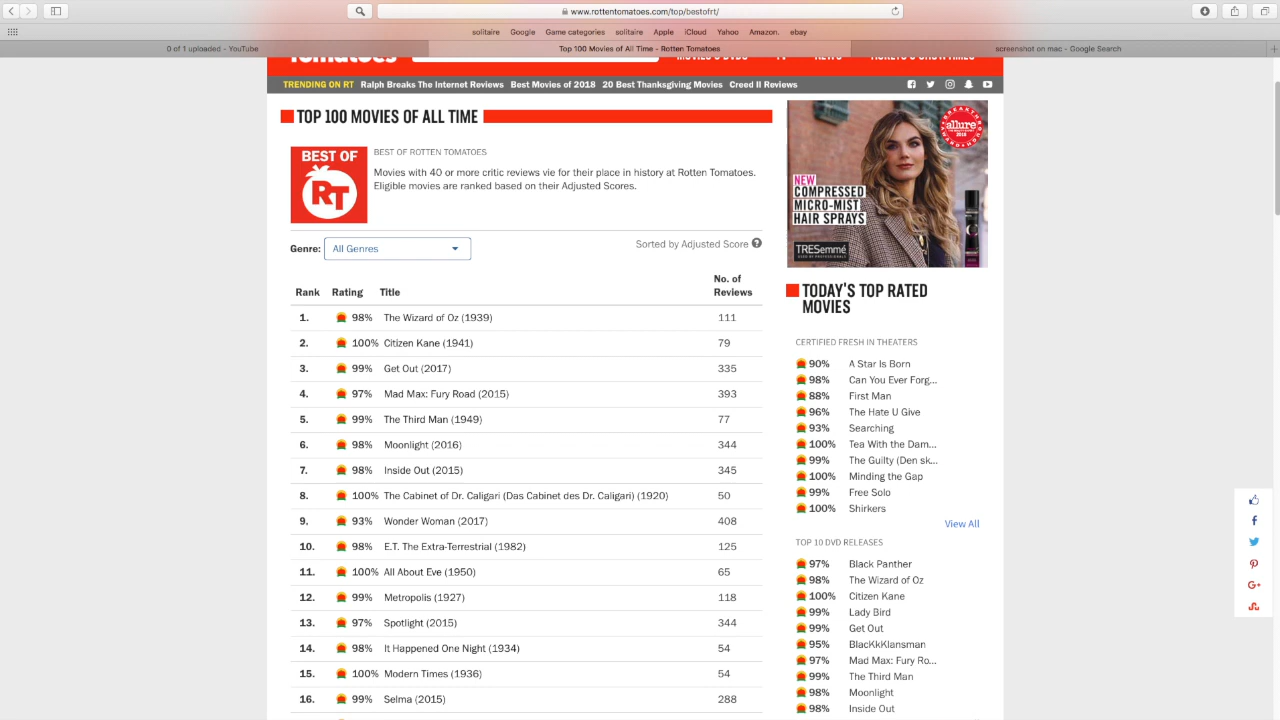 www.rottentomatoes.com/top/bestofrt/
solitaire Google Game categories solitaire Apple iCloud Yahoo Amazon. ebay
0 of 1 uploaded - YouTube
Top 100 Movies of All Time - Rotten Tomatoes
screenshot on mac - Google Search
TRENDING ON RT Ralph Breaks The Internet Reviews Best Movies of 2018 20 Best Thanksgiving Movies Creed II Reviews
TOP 100 MOVIES OF ALL TIME
BEST OF
RT
BEST OF ROTTEN TOMATOES
Movies with 40 or more critic reviews vie for their place in history at Rotten Tomatoes.
Eligible movies are ranked based on their Adjusted Scores.
Genre: All Genres
Sorted by Adjusted Score ?
Rank Rating Title No. of Reviews
1. 98% The Wizard of Oz (1939) 111
2. 100% Citizen Kane (1941) 79
3. 99% Get Out (2017) 335
4. 97% Mad Max: Fury Road (2015) 393
5. 99% The Third Man (1949) 77
6. 98% Moonlight (2016) 344
7. 98% Inside Out (2015) 345
8. 100% The Cabinet of Dr. Caligari (Das Cabinet des Dr. Caligari) (1920) 50
9. 93% Wonder Woman (2017) 408
10. 98% E.T. The Extra-Terrestrial (1982) 125
11. 100% All About Eve (1950) 65
12. 99% Metropolis (1927) 118
13. 97% Spotlight (2015) 344
14. 98% It Happened One Night (1934) 54
15. 100% Modern Times (1936) 54
16. 99% Selma (2015) 288
allure
NEW
COMPRESSED
MICRO-MIST
HAIR SPRAYS
TRESemmé
USED BY PROFESSIONALS
TODAY'S TOP RATED
MOVIES
CERTIFIED FRESH IN THEATERS
90% A Star Is Born
98% Can You Ever Forg...
88% First Man
96% The Hate U Give
93% Searching
100% Tea With the Dam...
99% The Guilty (Den sk...
100% Minding the Gap
99% Free Solo
100% Shirkers
View All
TOP 10 DVD RELEASES
97% Black Panther
98% The Wizard of Oz
100% Citizen Kane
99% Lady Bird
99% Get Out
95% BlacKkKlansman
97% Mad Max: Fury Ro...
99% The Third Man
98% Moonlight
98% Inside Out